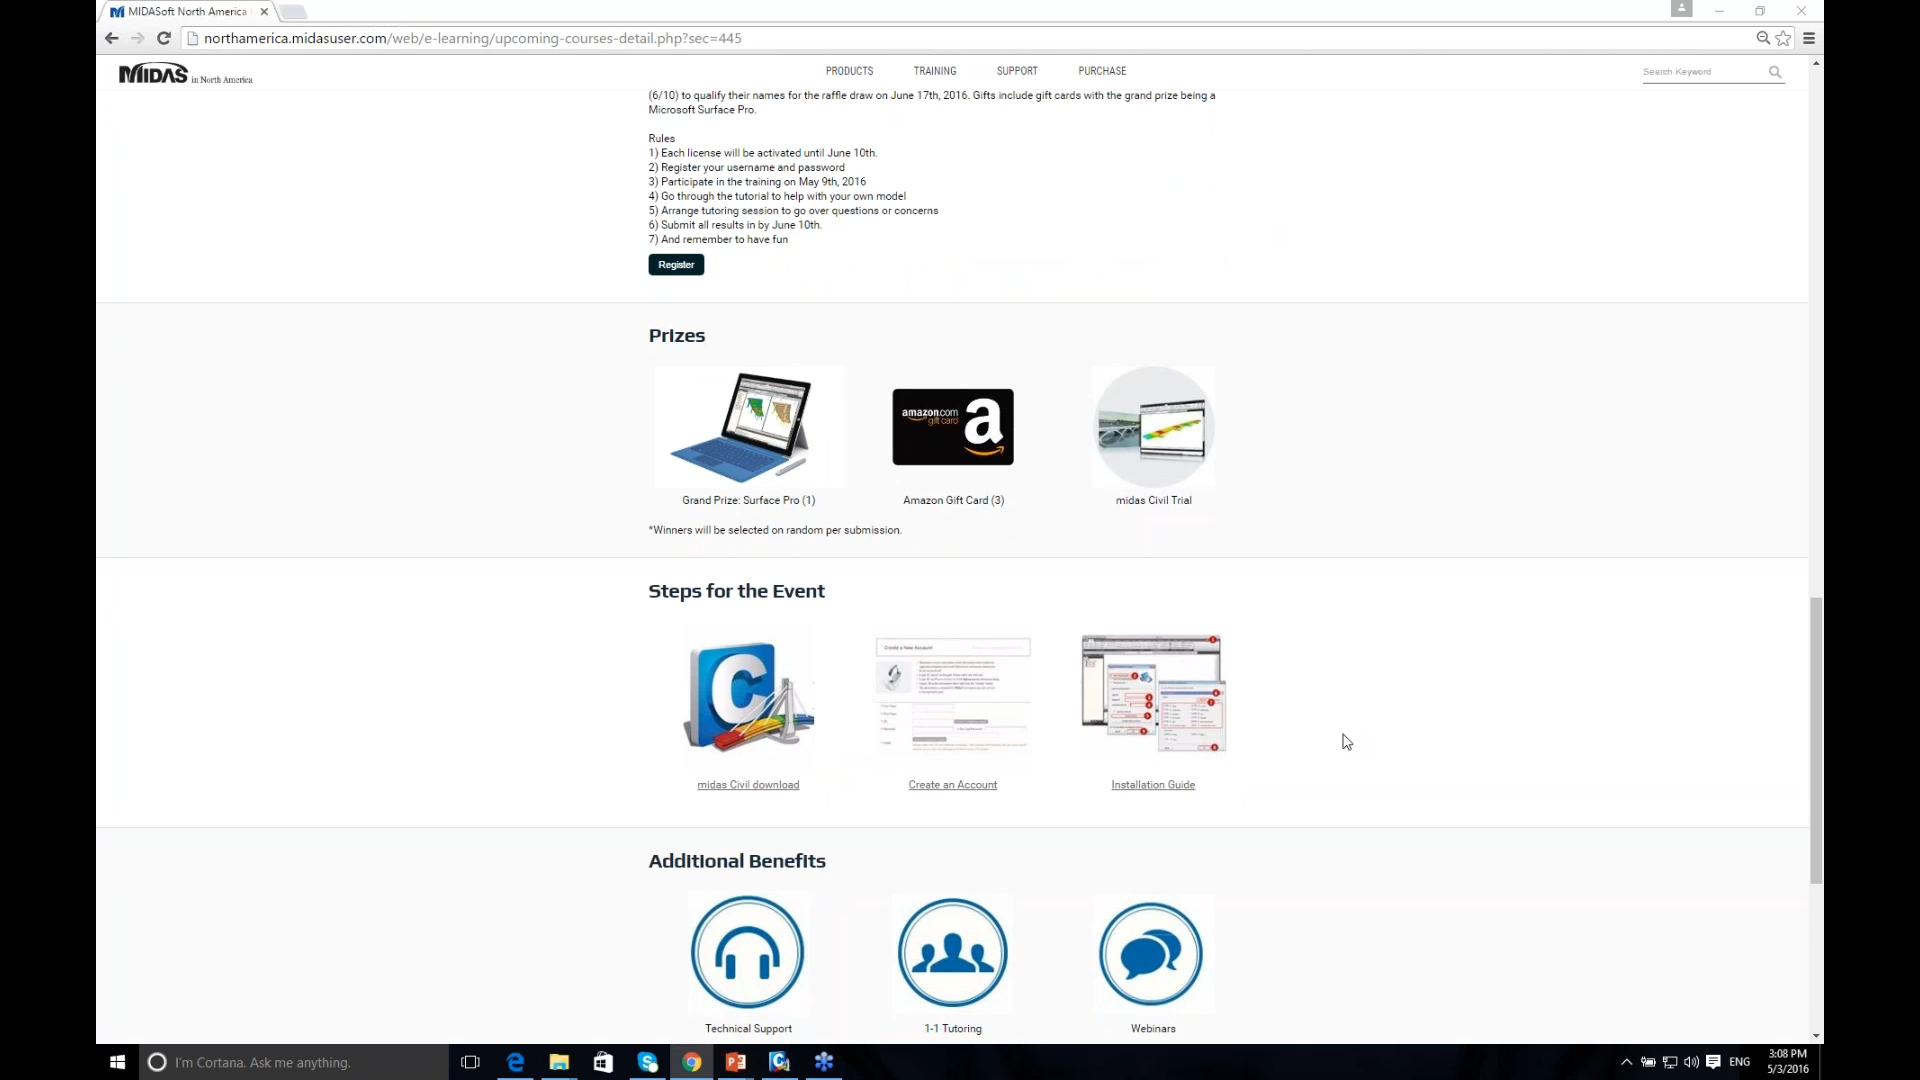 MIDASoft North America
northamerica.midasuser.com/web/e-learning/upcoming-courses-detail.php?sec=445
MIDAS in North America
PRODUCTS TRAINING SUPPORT PURCHASE
Search Keyword
(6/10) to qualify their names for the raffle draw on June 17th, 2016. Gifts include gift cards with the grand prize being a
Microsoft Surface Pro.
Rules
1) Each license will be activated until June 10th.
2) Register your username and password
3) Participate in the training on May 9th, 2016
4) Go through the tutorial to help with your own model
5) Arrange tutoring session to go over questions or concerns
6) Submit all results in by June 10th.
7) And remember to have fun
Register
Prizes
amazon.com
gift card
a
Grand Prize: Surface Pro (1)
Amazon Gift Card (3)
midas Civil Trial
*Winners will be selected on random per submission.
Steps for the Event
C
Create a New Account
midas Civil download
Create an Account
Installation Guide
Additional Benefits
Technical Support
1-1 Tutoring
Webinars
I'm Cortana. Ask me anything.
ENG
3:08 PM
5/3/2016